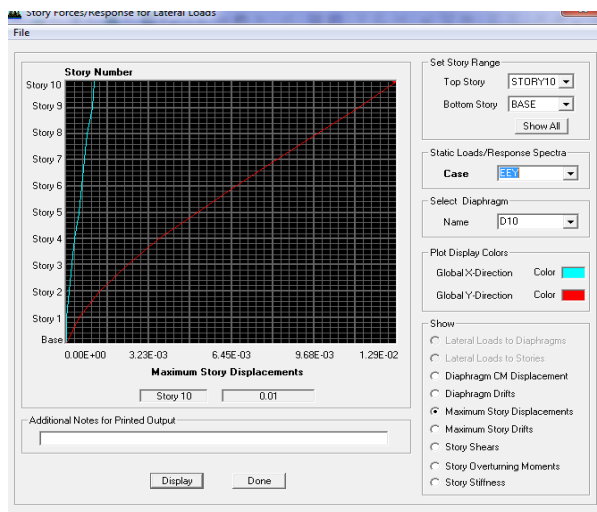 Story Forces/Response for Lateral Loads
File
Story Number
Story 10
Story 9
Story 8
Story 7
Story 6
Story 5
Story 4
Story 3
Story 2
Story 1
Base
0.00E+00 3.23E-03 6.45E-03 9.68E-03 1.29E-02
Maximum Story Displacements
Story 10 0.01
Additional Notes for Printed Output
Display Done
Set Story Range
Top Story STORY10
Bottom Story BASE
Show All
Static Loads/Response Spectra
Case EEY
Select Diaphragm
Name D10
Plot Display Colors
Global X-Direction Color
Global Y-Direction Color
Show
Lateral Loads to Diaphragms
Lateral Loads to Stories
Diaphragm CM Displacement
Diaphragm Drifts
Maximum Story Displacements
Maximum Story Drifts
Story Shears
Story Overturning Moments
Story Stiffness